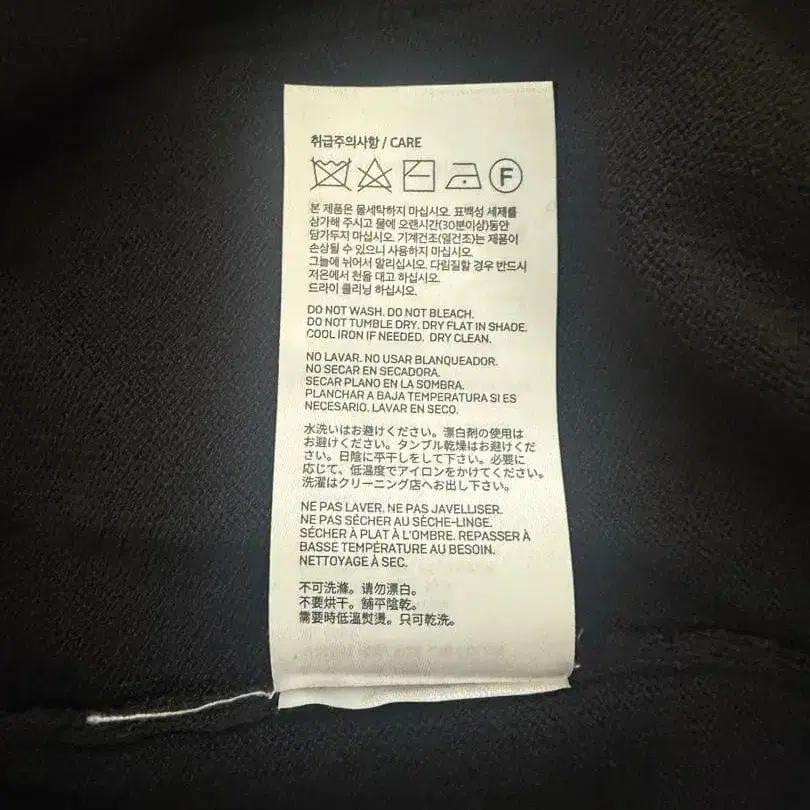 취급주의사항 / CARE
F
본 제품은 물세탁하지 마십시오. 표백성 세제를
삼가해 주시고 물에 오랜시간(30분이상)동안
담가두지 마십시오. 기계건조(열건조)는 제품이
손상될 수 있으니 사용하지 마십시오.
그늘에 뉘어서 말리십시오. 다림질할 경우 반드시
저온에서 천을 대고 하십시오.
드라이 클리닝 하십시오.
DO NOT WASH. DO NOT BLEACH.
DO NOT TUMBLE DRY. DRY FLAT IN SHADE.
COOL IRON IF NEEDED. DRY CLEAN.
NO LAVAR. NO USAR BLANQUEADOR.
NO SECAR EN SECADORA.
SECAR PLANO EN LA SOMBRA.
PLANCHAR A BAJA TEMPERATURA SI ES
NECESARIO. LAVAR EN SECO.
水洗いはお避けください。漂白剤の使用は
お避けください。タンブル乾燥はお避けくだ
さい。日陰に平干しをして下さい。必要に
応じて、低温度でアイロンをかけてください。
洗濯はクリーニング店へお出し下さい。
NE PAS LAVER. NE PAS JAVELLISER.
NE PAS SÉCHER AU SÈCHE-LINGE.
SÉCHER À PLAT À L'OMBRE. REPASSER À
BASSE TEMPÉRATURE AU BESOIN.
NETTOYAGE À SEC.
不可洗滌。请勿漂白。
不要烘干。舖平陰乾。
需要時低溫熨燙。只可乾洗。